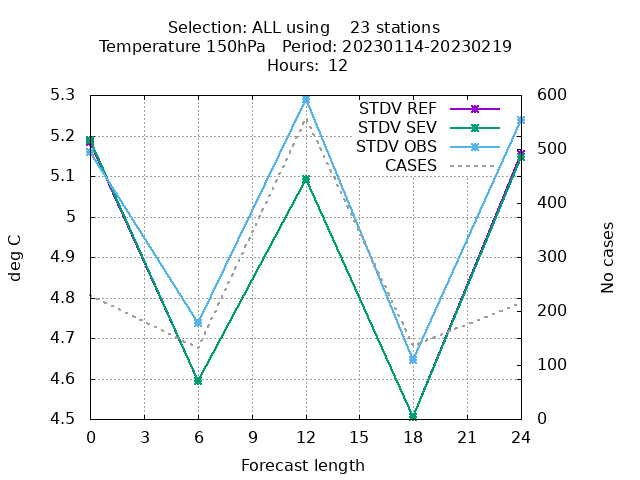 Selection: ALL using    23 stations
Temperature 150hPa   Period: 20230114-20230219
Hours:  12
STDV REF
STDV SEV
STDV OBS
CASES
5.3
5.2
5.1
5
4.9
4.8
4.7
4.6
4.5
600
500
400
300
200
100
0
deg C
No cases
0 3 6 9 12 15 18 21 24
Forecast length